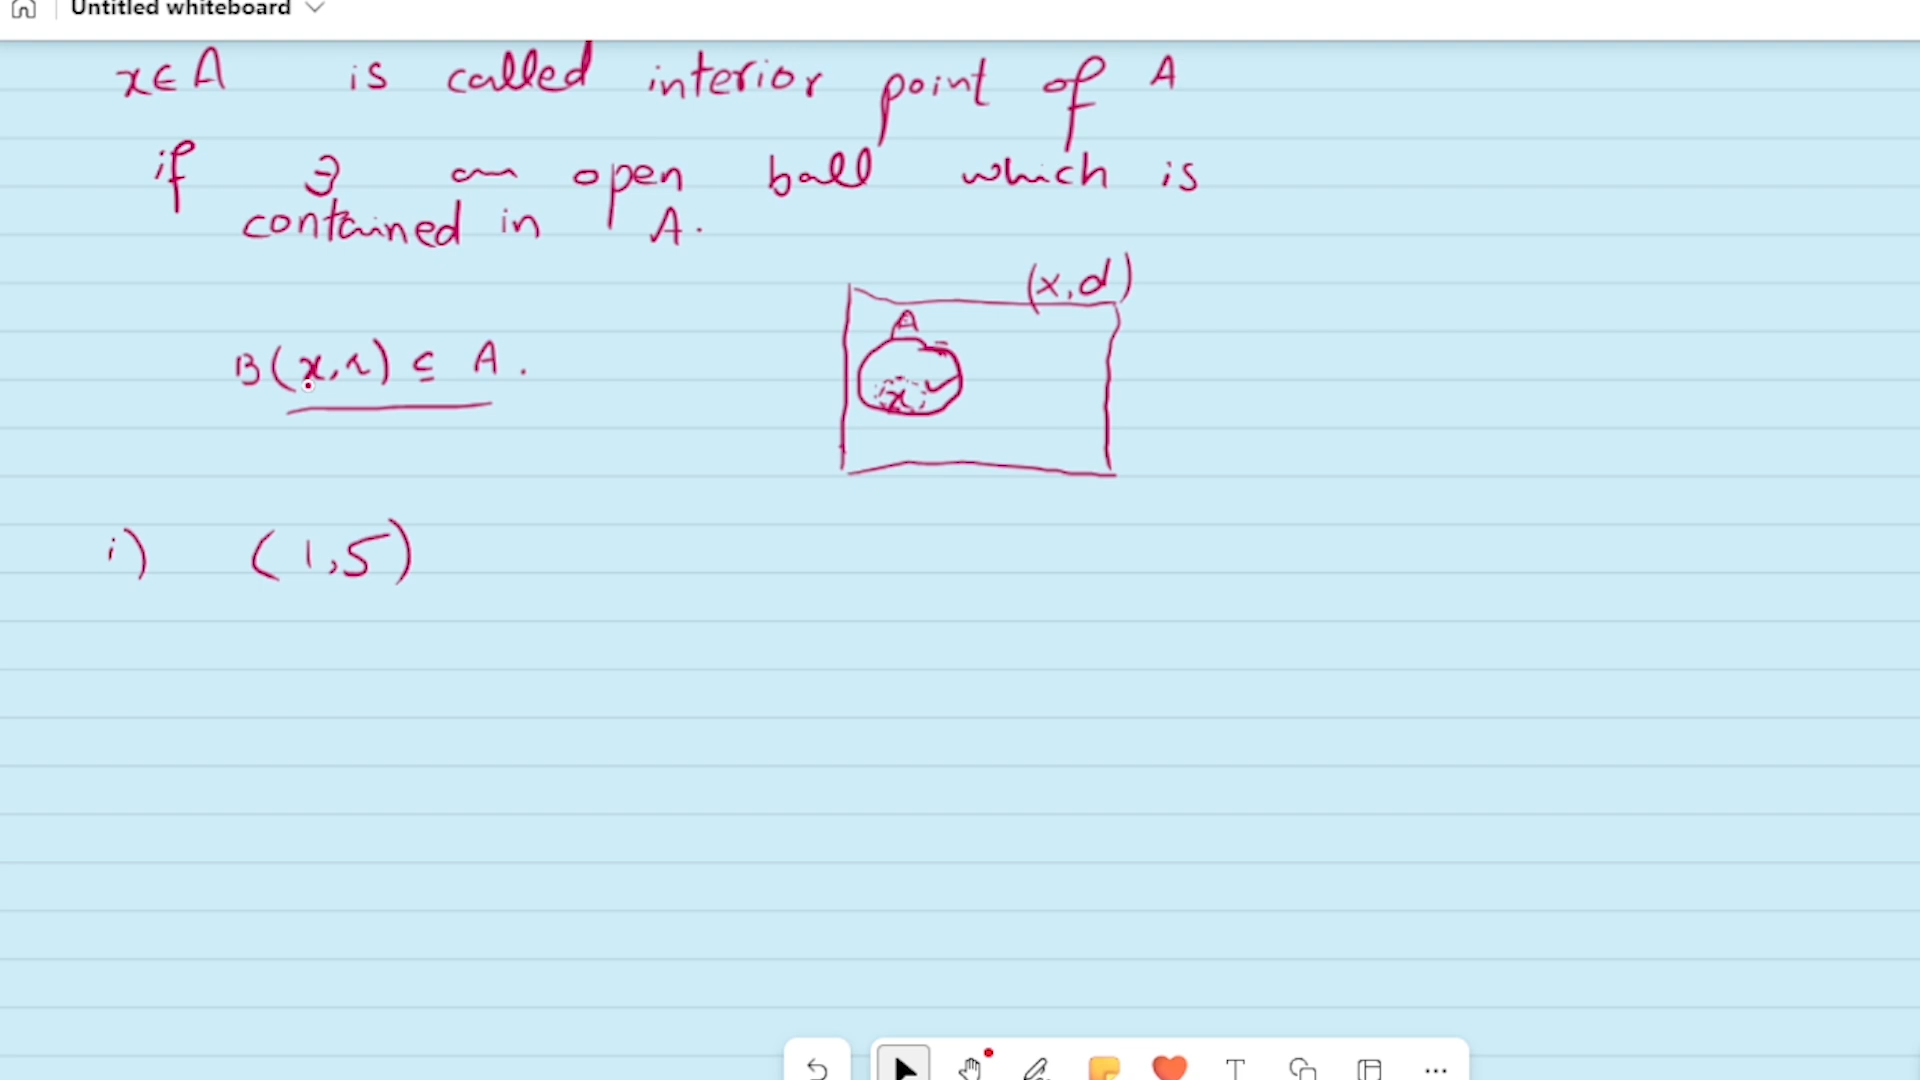 Untitled whiteboard
x ∈ A is called interior point of A
if ∃ an open ball which is
contained in A.
(x,d)
A
B(x,r) ⊆ A.
x
i) (1,5)
T